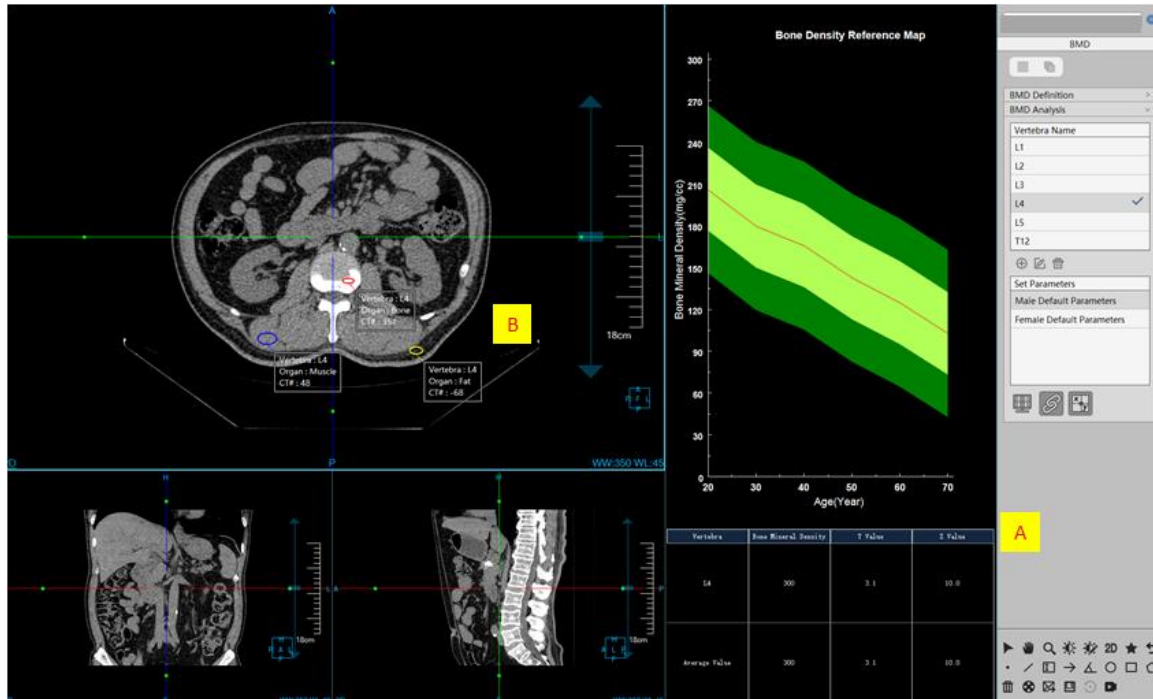 A
L
P
WW:350 WL:45
18cm
Vertebra : L4
Organ : Bone
Vertebra : L4
Organ : Muscle
CT# : 48
Vertebra : L4
Organ : Fat
CT# : -68
B
H
L
18cm
A
P
18cm
Bone Density Reference Map
Bone Mineral Density(mg/cc)
300
270
240
210
180
150
120
90
60
30
0
20 30 40 50 60 70
Age(Year)
Vertebra Bone Mineral Density T Value Z Value
L4 300 3.1 10.0
Average Value 300 3.1 10.0
BMD
BMD Definition
BMD Analysis
Vertebra Name
L1
L2
L3
L4
L5
T12
Set Parameters
Male Default Parameters
Female Default Parameters
A
2D